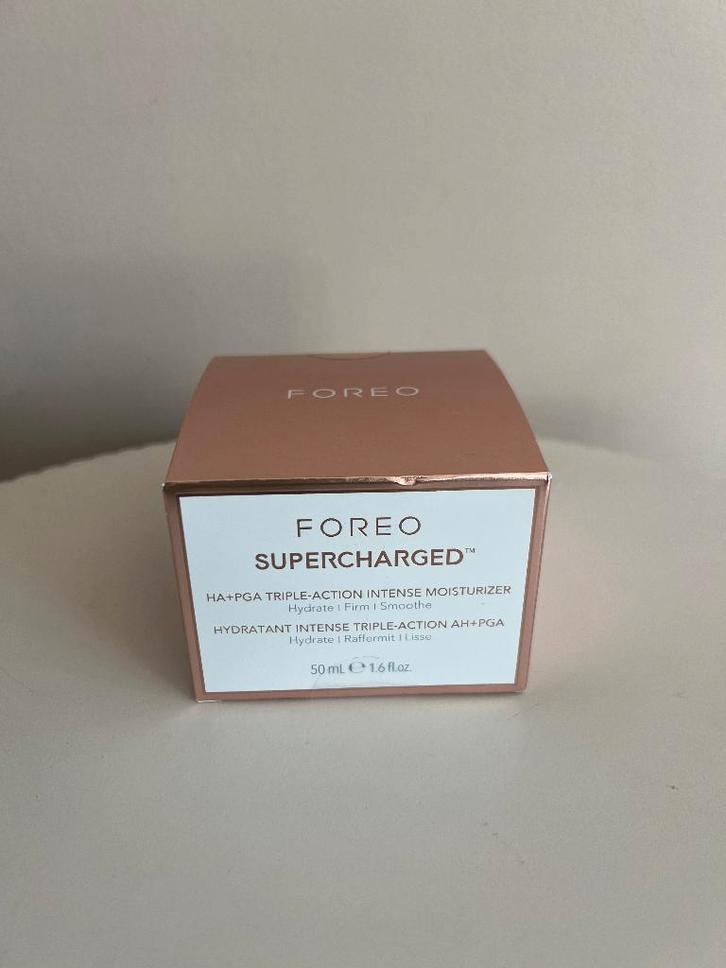 FOREO
FOREO
SUPERCHARGED™
HA+PGA TRIPLE-ACTION INTENSE MOISTURIZER
Hydrate | Firm | Smoothe
HYDRATANT INTENSE TRIPLE-ACTION AH+PGA
Hydrate | Raffermit | Lisse
50 mL ℮ 1.6 fl.oz.